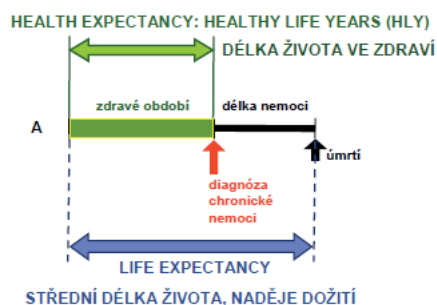 HEALTH EXPECTANCY: HEALTHY LIFE YEARS (HLY)
DÉLKA ŽIVOTA VE ZDRAVÍ
zdravé období
délka nemoci
A
úmrtí
diagnóza
chronické
nemoci
LIFE EXPECTANCY
STŘEDNÍ DÉLKA ŽIVOTA, NADĚJE DOŽITÍ